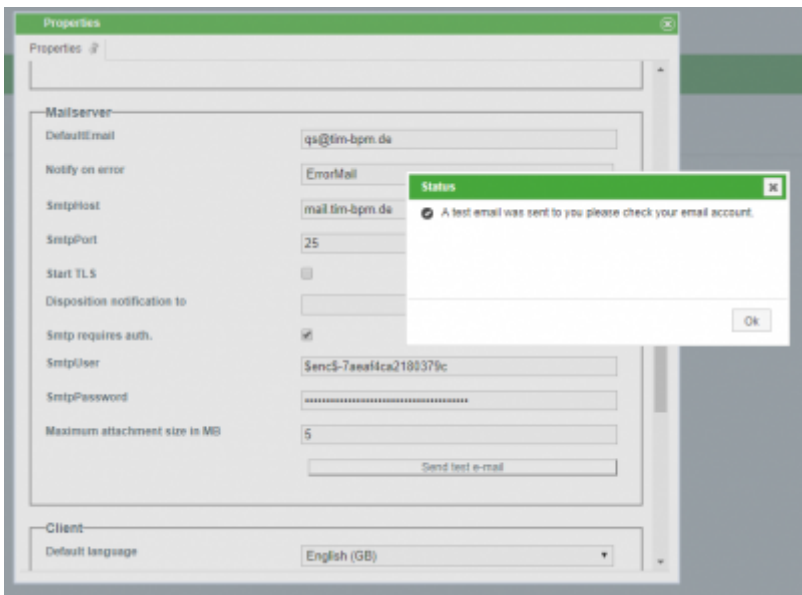 Properties
Properties
Mailserver
DefaultEmail
qs@tim-bpm.de
Notify on error
ErrorMail
SmtpHost
mail.tim-bpm.de
SmtpPort
25
Start TLS
Disposition notification to
Smtp requires auth.
SmtpUser
$enc$-7aeaf4ca2180379c
SmtpPassword
Maximum attachment size in MB
5
Send test e-mail
Client
Default language
English (GB)
Status
A test email was sent to you please check your email account.
Ok